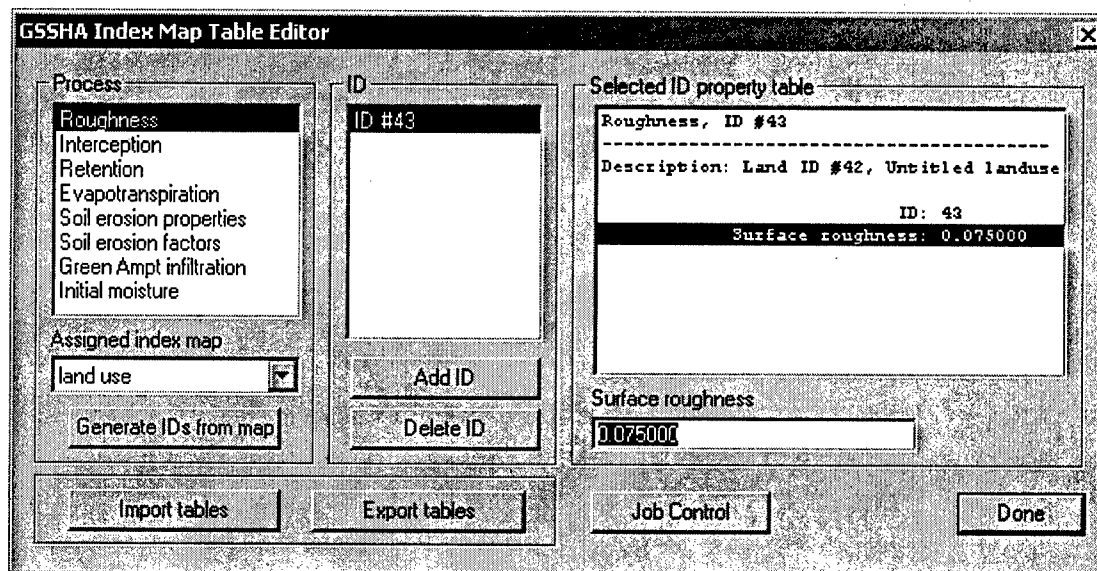 GSSHA Index Map Table Editor
Process
Roughness
Interception
Retention
Evapotranspiration
Soil erosion properties
Soil erosion factors
Green Ampt infiltration
Initial moisture
Assigned index map
land use
Generate IDs from map
ID
ID #43
Add ID
Delete ID
Selected ID property table
Roughness, ID #43
------------------------------------------
Description: Land ID #42, Untitled landuse
ID: 43
Surface roughness: 0.075000
Surface roughness
0.075000
Import tables
Export tables
Job Control
Done